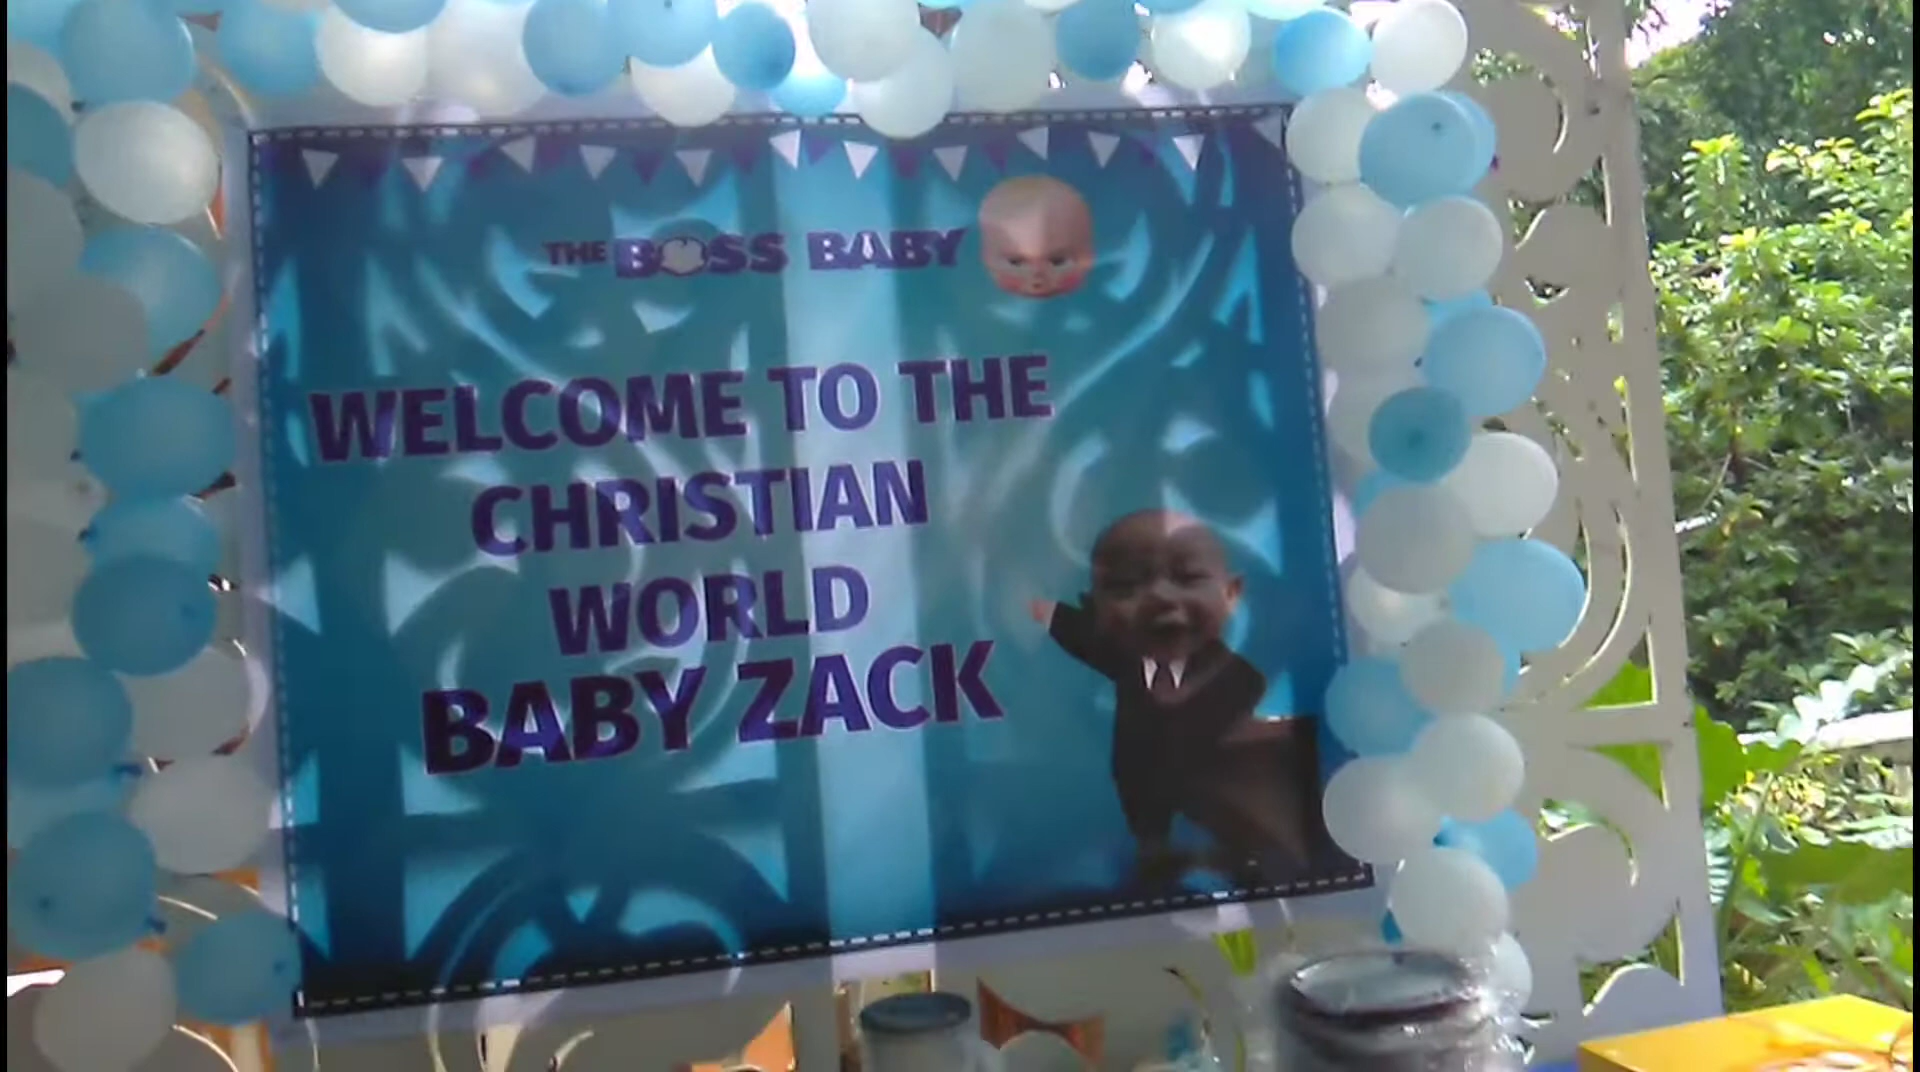 THE BOSS BABY
WELCOME TO THE
CHRISTIAN
WORLD
BABY ZACK